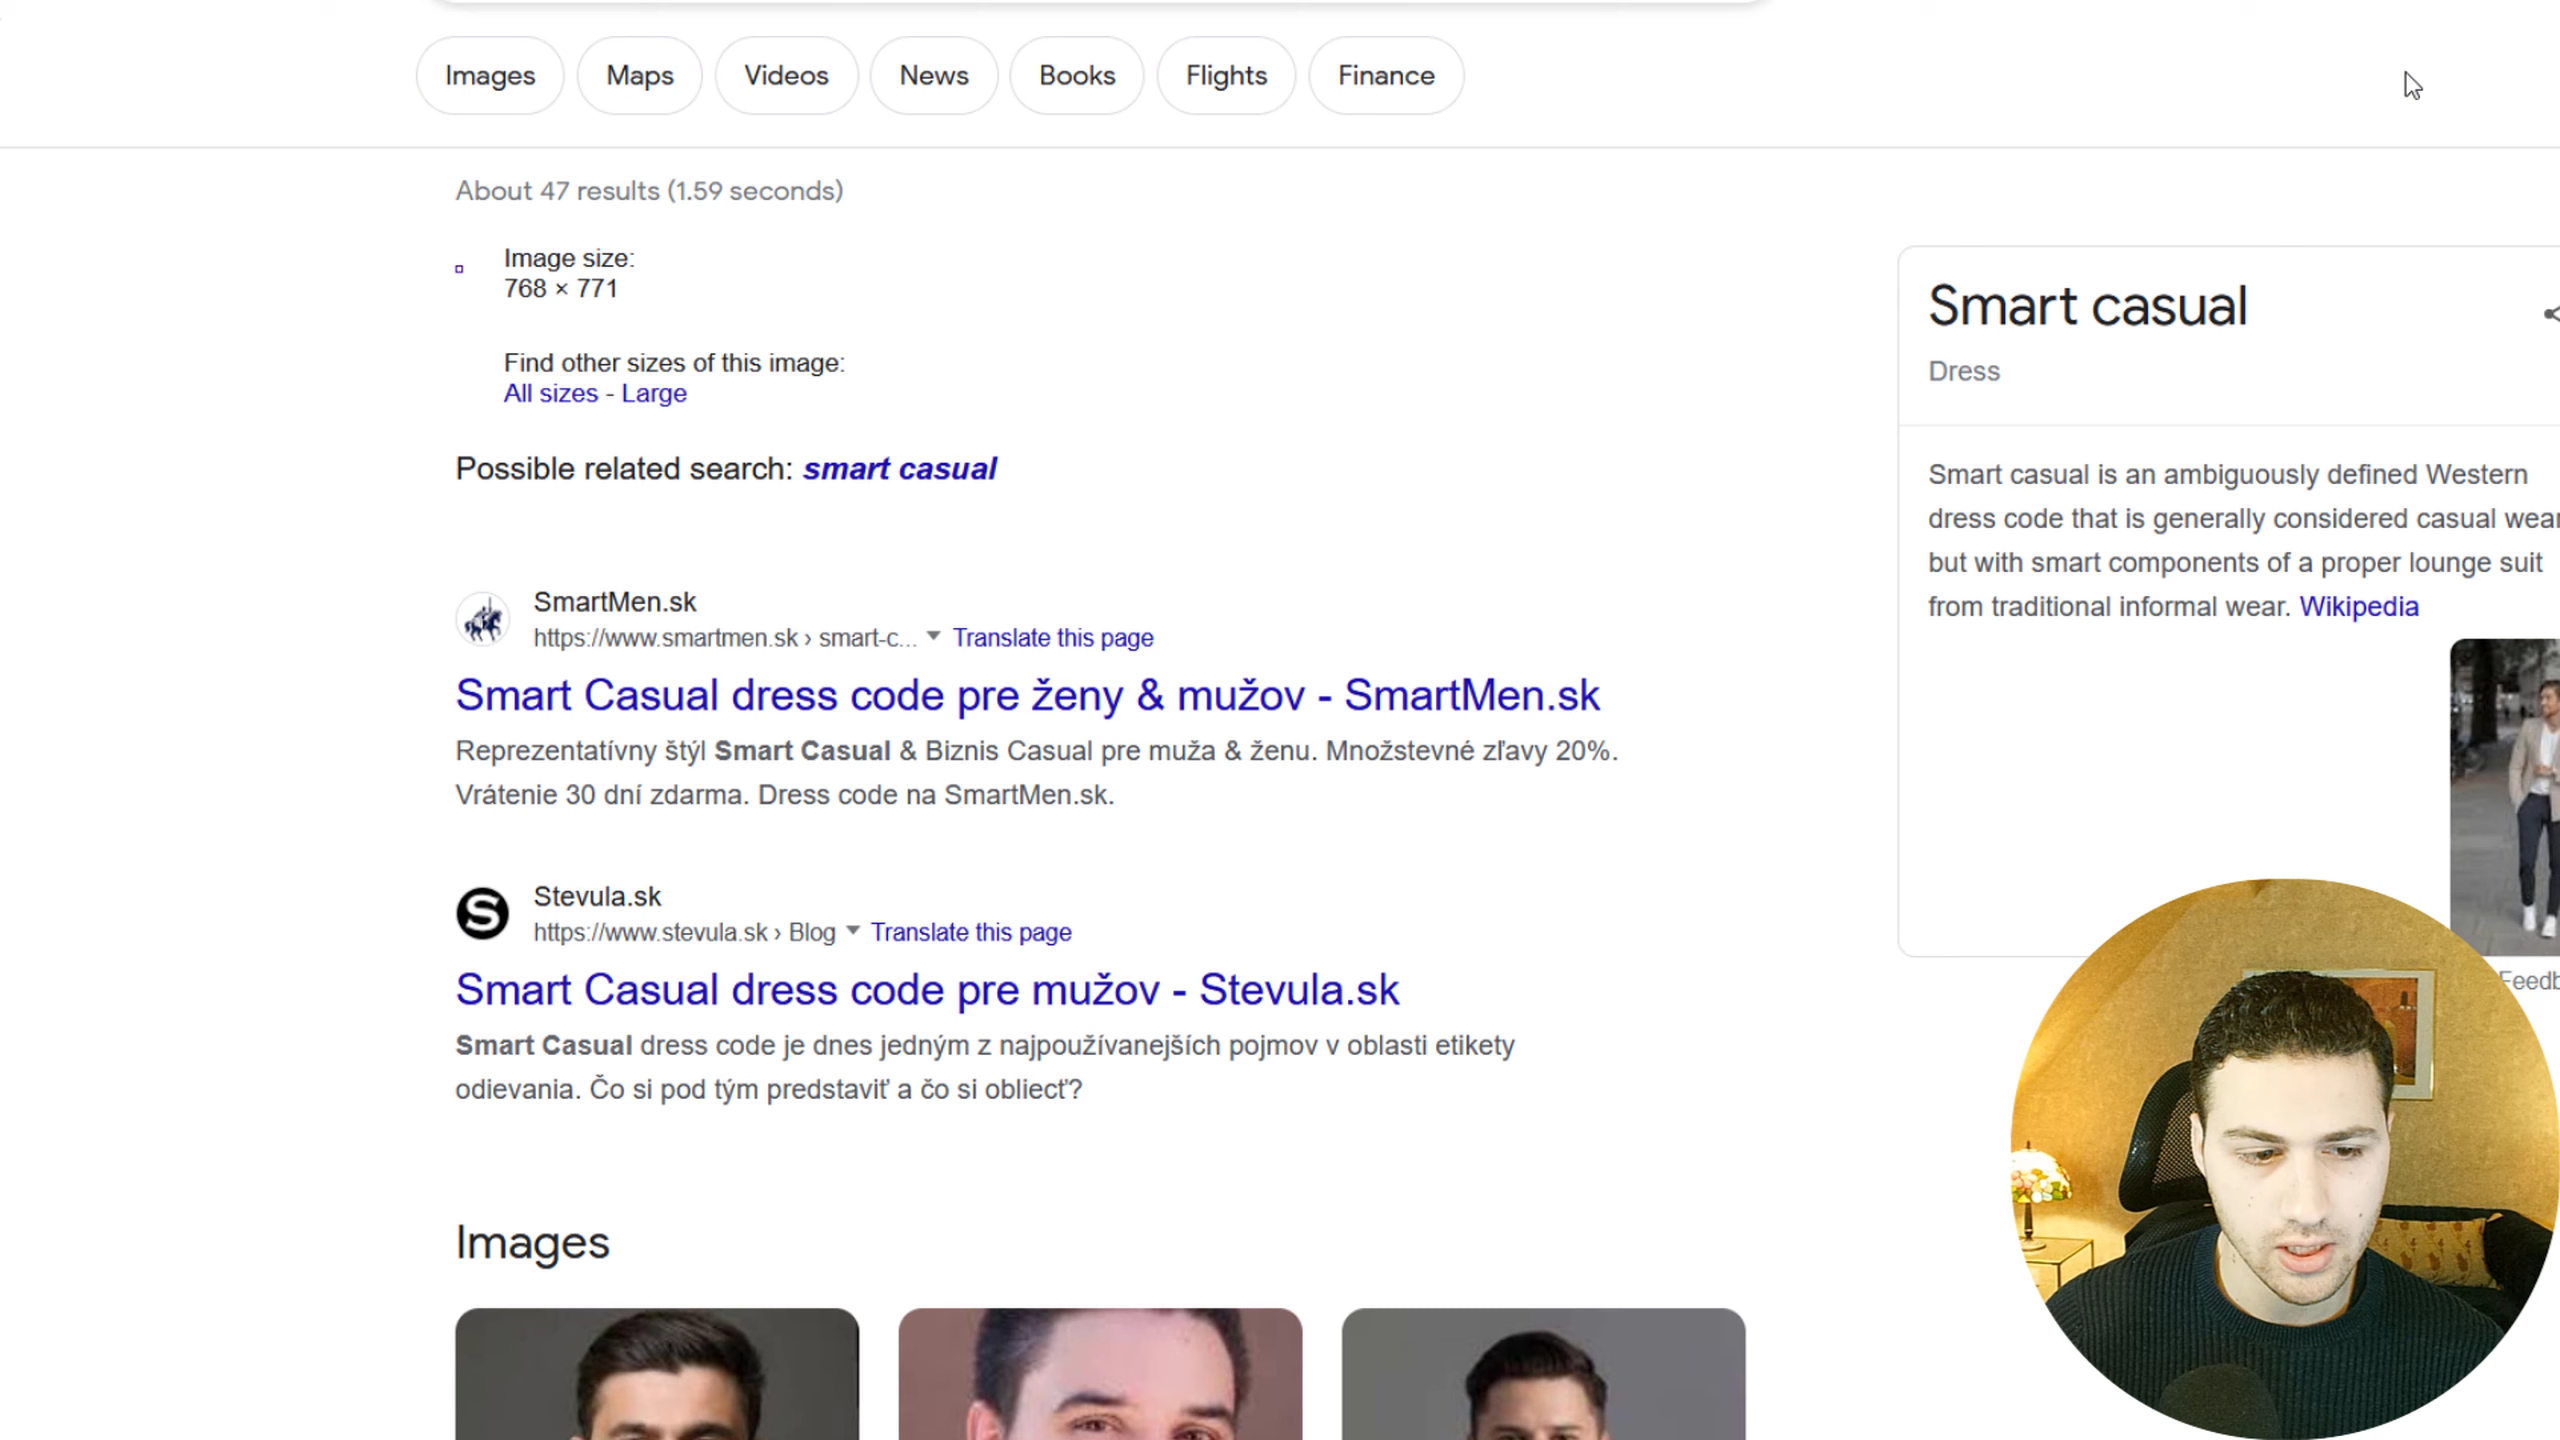 Images
Maps
Videos
News
Books
Flights
Finance
About 47 results (1.59 seconds)
Image size:
768 × 771
Find other sizes of this image:
All sizes - Large
Possible related search: smart casual
SmartMen.sk
https://www.smartmen.sk › smart-c... Translate this page
Smart Casual dress code pre ženy & mužov - SmartMen.sk
Reprezentatívny štýl Smart Casual & Biznis Casual pre muža & ženu. Množstevné zľavy 20%.
Vrátenie 30 dní zdarma. Dress code na SmartMen.sk.
Stevula.sk
https://www.stevula.sk › Blog Translate this page
Smart Casual dress code pre mužov - Stevula.sk
Smart Casual dress code je dnes jedným z najpoužívanejších pojmov v oblasti etikety
odievania. Čo si pod tým predstaviť a čo si obliecť?
Images
Smart casual
Dress
Smart casual is an ambiguously defined Western
dress code that is generally considered casual wear
but with smart components of a proper lounge suit
from traditional informal wear. Wikipedia